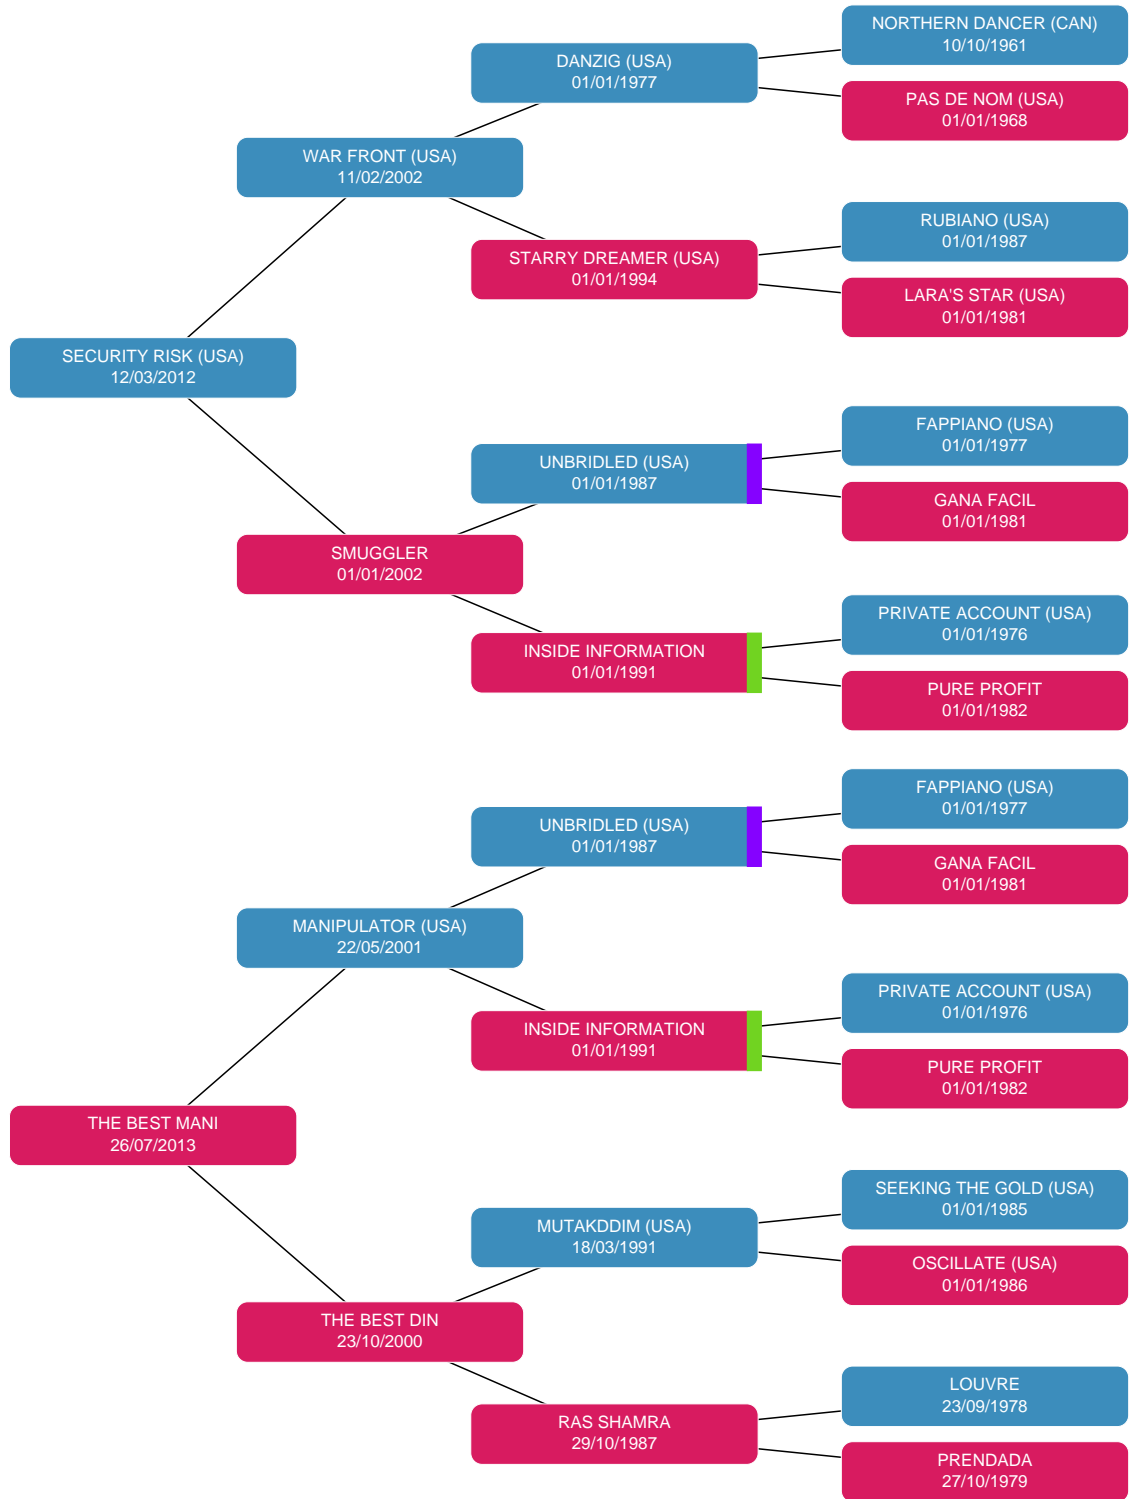 NORTHERN DANCER (CAN)
10/10/1961
DANZIG (USA)
01/01/1977
PAS DE NOM (USA)
01/01/1968
WAR FRONT (USA)
11/02/2002
RUBIANO (USA)
01/01/1987
STARRY DREAMER (USA)
01/01/1994
LARA'S STAR (USA)
01/01/1981
SECURITY RISK (USA)
12/03/2012
FAPPIANO (USA)
01/01/1977
UNBRIDLED (USA)
01/01/1987
GANA FACIL
01/01/1981
SMUGGLER
01/01/2002
PRIVATE ACCOUNT (USA)
01/01/1976
INSIDE INFORMATION
01/01/1991
PURE PROFIT
01/01/1982
FAPPIANO (USA)
01/01/1977
UNBRIDLED (USA)
01/01/1987
GANA FACIL
01/01/1981
MANIPULATOR (USA)
22/05/2001
PRIVATE ACCOUNT (USA)
01/01/1976
INSIDE INFORMATION
01/01/1991
PURE PROFIT
01/01/1982
THE BEST MANI
26/07/2013
SEEKING THE GOLD (USA)
01/01/1985
MUTAKDDIM (USA)
18/03/1991
OSCILLATE (USA)
01/01/1986
THE BEST DIN
23/10/2000
LOUVRE
23/09/1978
RAS SHAMRA
29/10/1987
PRENDADA
27/10/1979